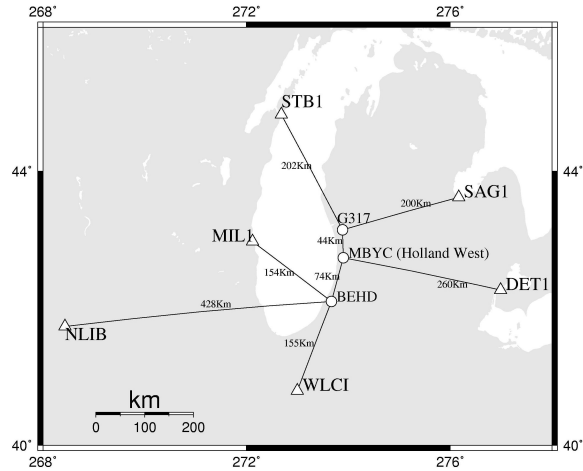 268° 272° 276°
STB1
44°
202Km
SAG1
200Km
G317
MIL1
44Km
MBYC (Holland West)
154Km
74Km
DET1
260Km
BEHD
428Km
NLIB
155Km
WLCI
km
0 100 200
40° 40°
268° 272° 276°
44°